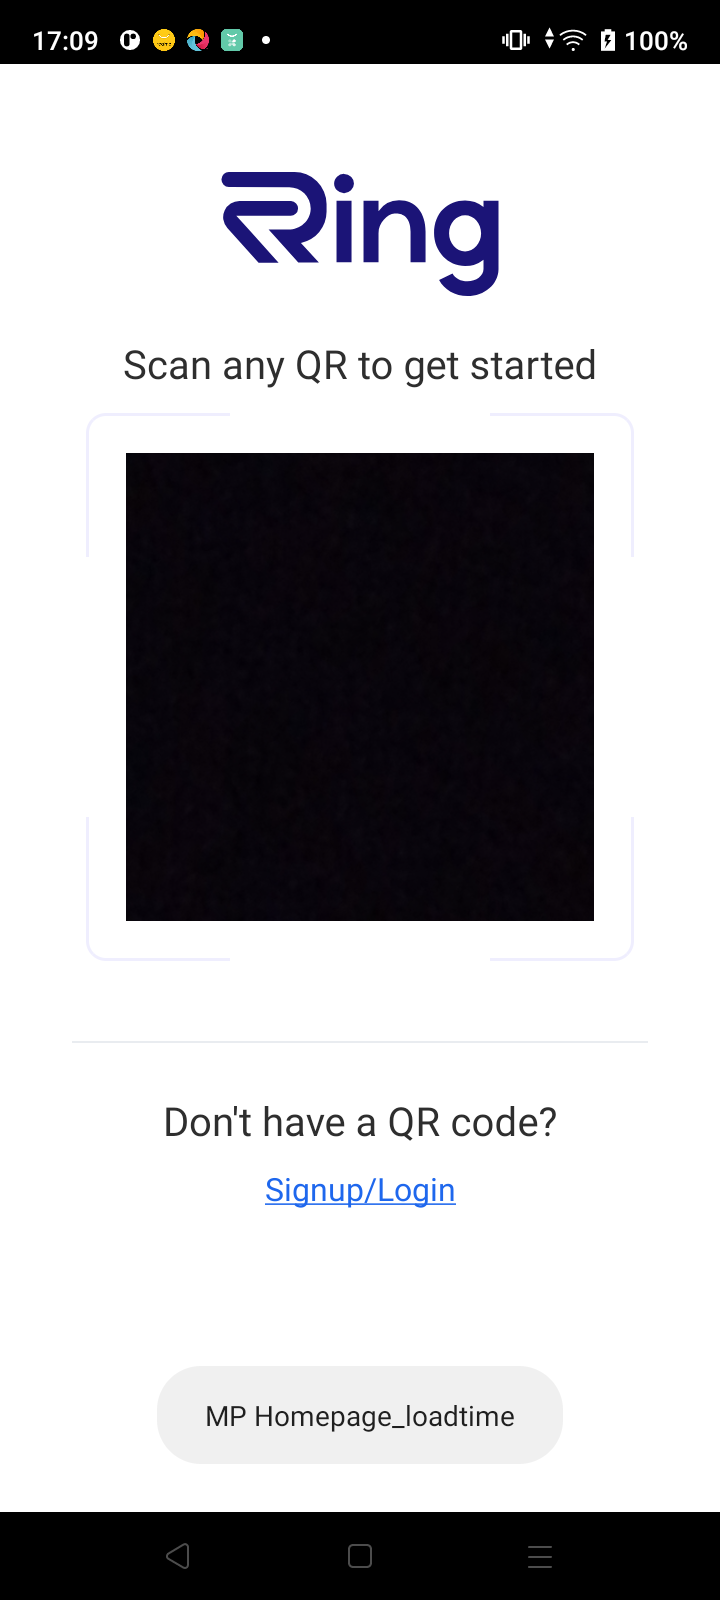 17:09
100%
Ring
Scan any QR to get started
Don't have a QR code?
Signup/Login
MP Homepage_loadtime